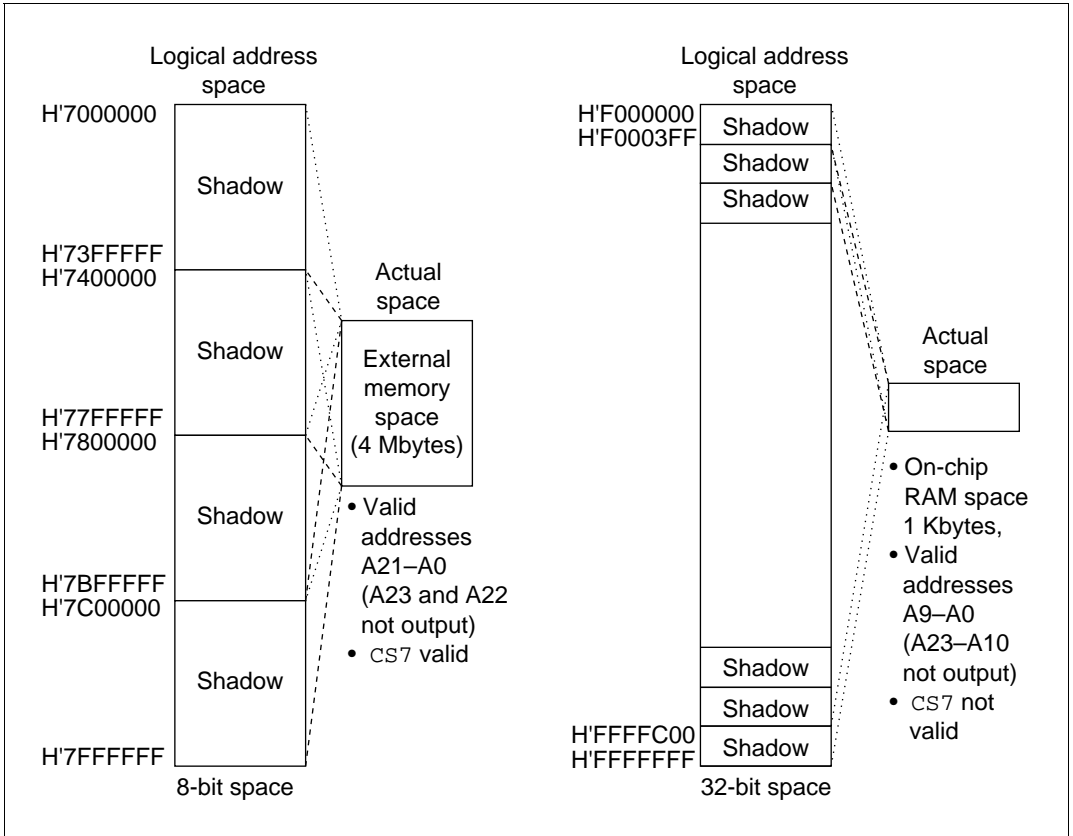 Logical address
space
H'7000000
Shadow
H'73FFFFF
H'7400000
Shadow
H'77FFFFF
H'7800000
Shadow
H'7BFFFFF
H'7C00000
Shadow
H'7FFFFFF
8-bit space
Actual
space
External
memory
space
(4 Mbytes)
• Valid
addresses
A21–A0
(A23 and A22
not output)
• CS7 valid
Logical address
space
H'F000000
H'F0003FF
Shadow
Shadow
Shadow
Shadow
Shadow
H'FFFFC00
Shadow
H'FFFFFFF
32-bit space
Actual
space
• On-chip
RAM space
1 Kbytes,
• Valid
addresses
A9–A0
(A23–A10
not output)
• CS7 not
valid